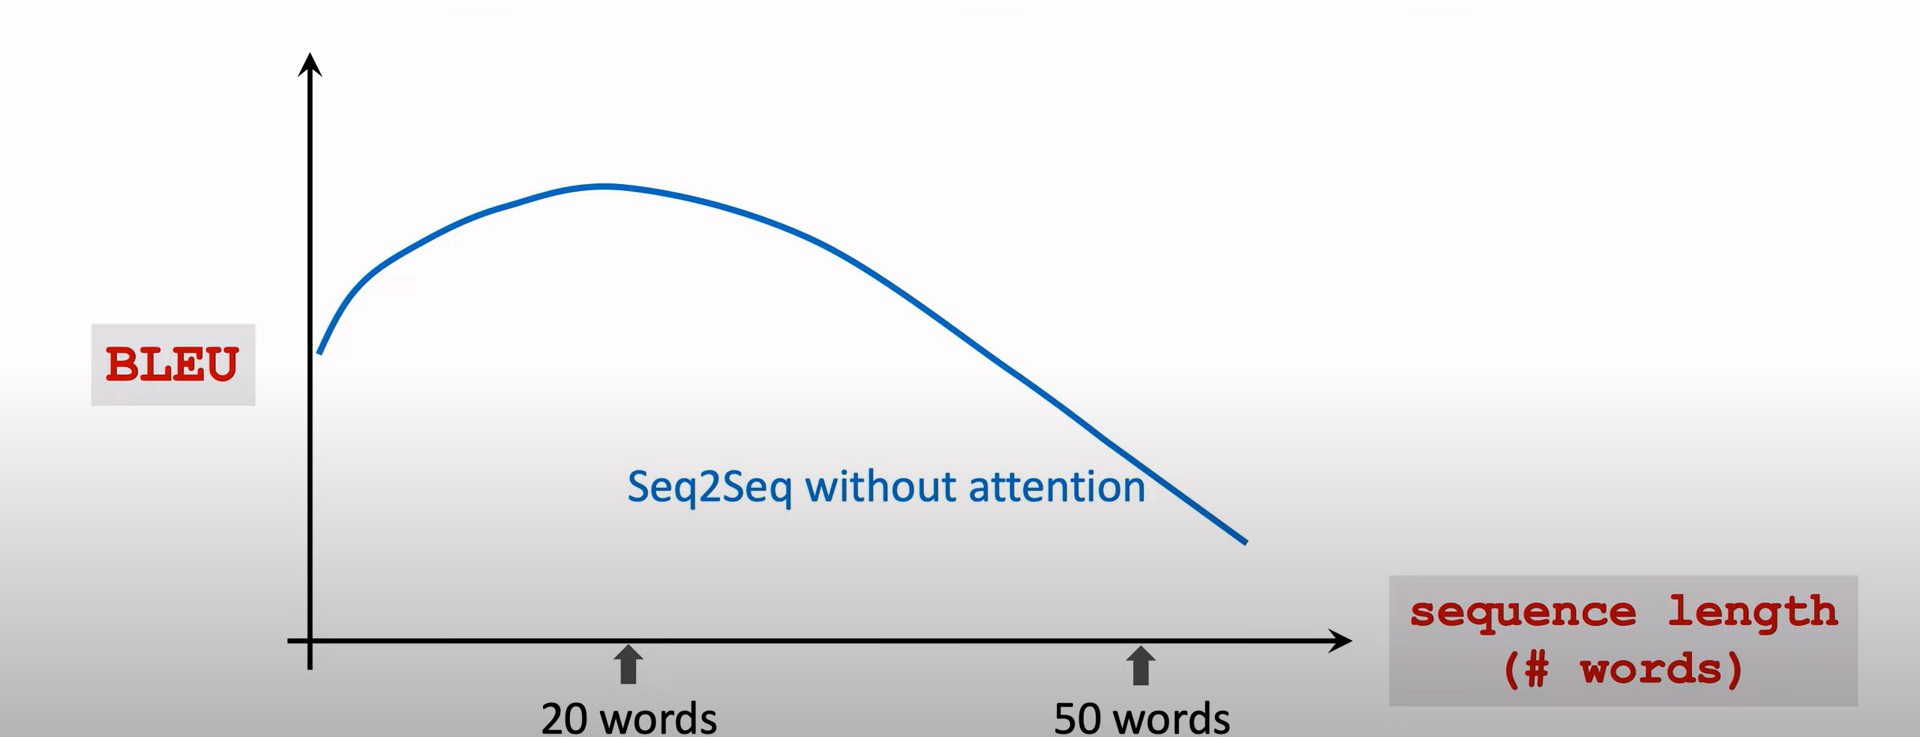 BLEU
Seq2Seq without attention
sequence length
(# words)
20 words
50 words